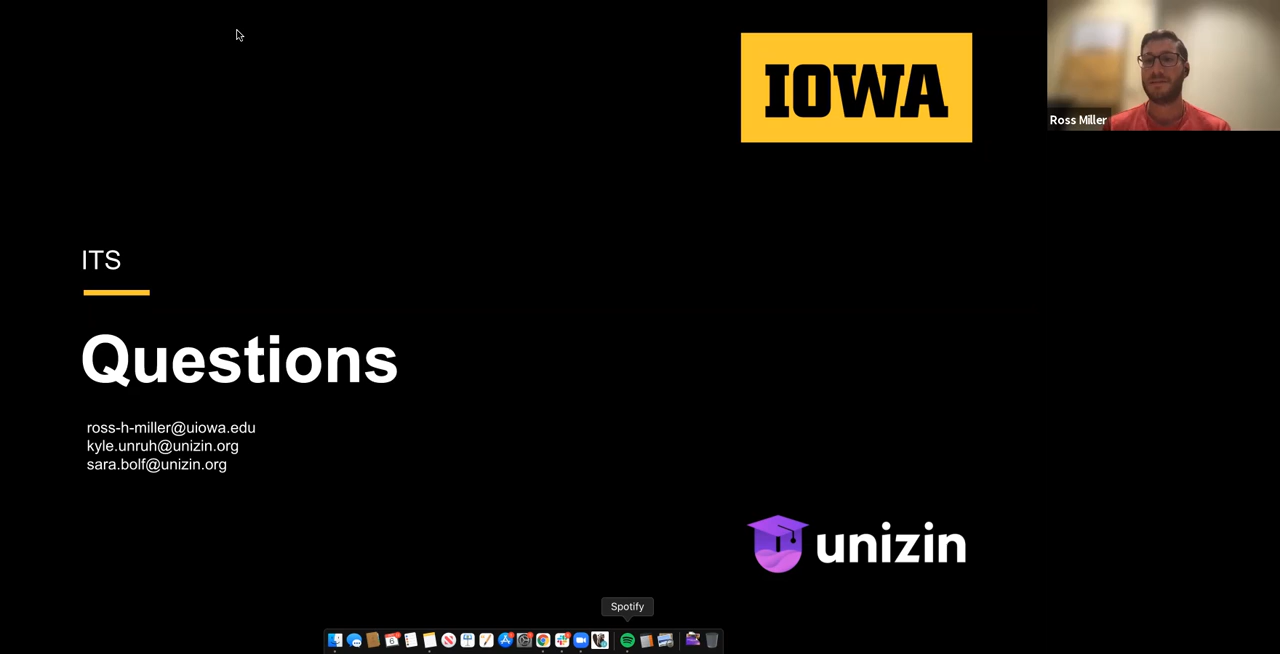 IOWA
Ross Miller
ITS
Questions
ross-h-miller@uiowa.edu
kyle.unruh@unizin.org
sara.bolf@unizin.org
unizin
Spotify